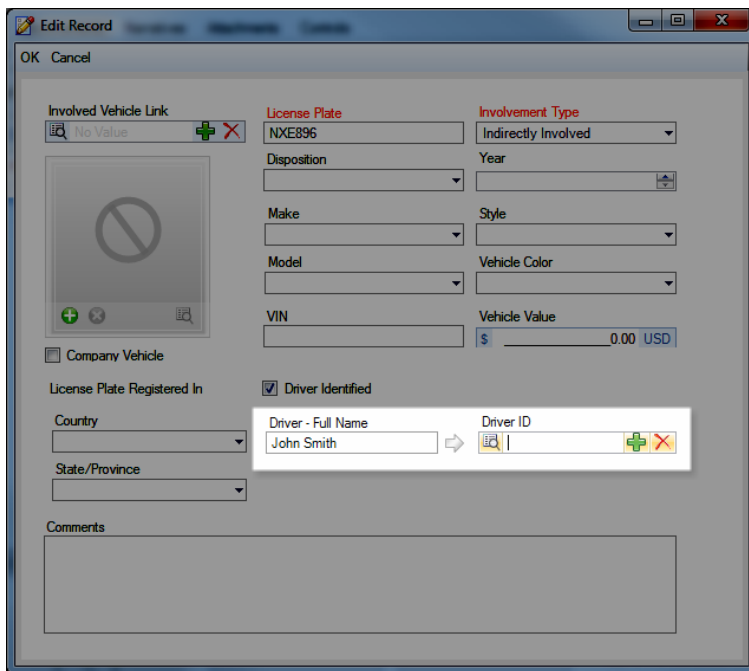 Edit Record
OK Cancel
Involved Vehicle Link
No Value
License Plate
NXE896
Involvement Type
Indirectly Involved
Disposition
Year
Make
Style
Model
Vehicle Color
VIN
Vehicle Value
$ 0.00 USD
Company Vehicle
License Plate Registered In
Driver Identified
Country
Driver - Full Name
John Smith
Driver ID
State/Province
Comments